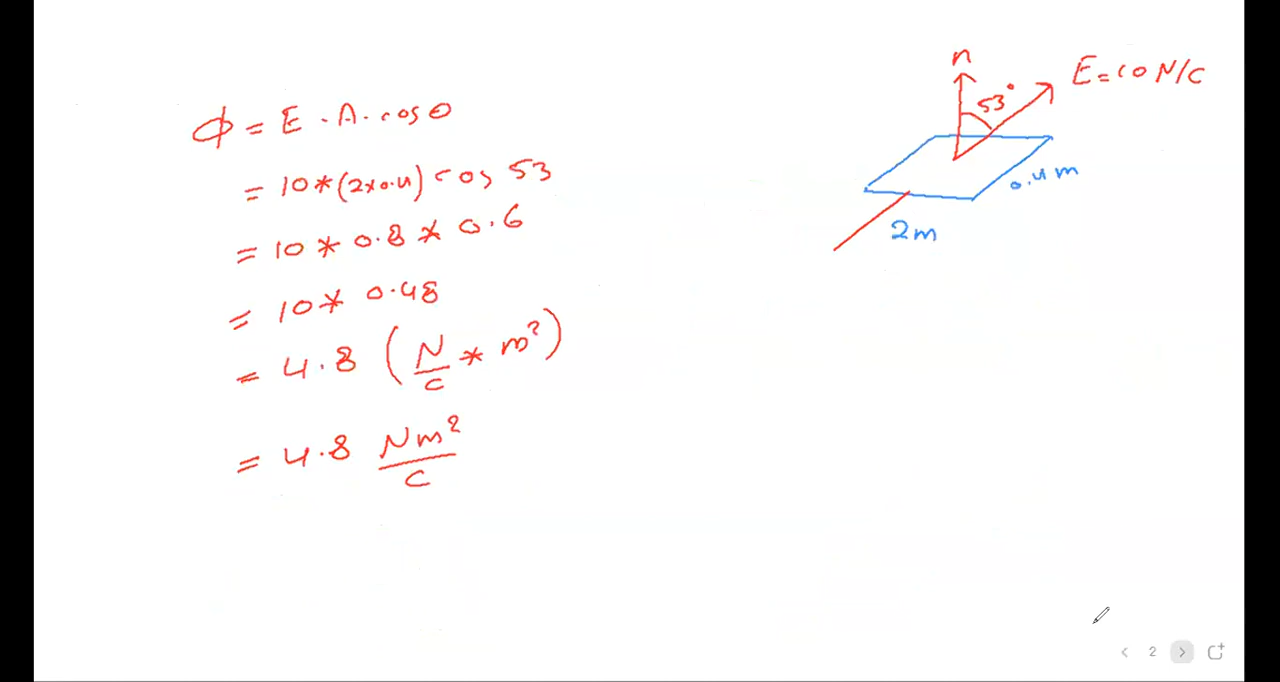 Φ = E . A . cos θ
= 10 * (2×0.4) cos 53
= 10 * 0.8 * 0.6
= 10 * 0.48
= 4.8 (N/C * m²)
= 4.8 Nm²/C
n
53°
E = 10 N/C
0.4 m
2m
2